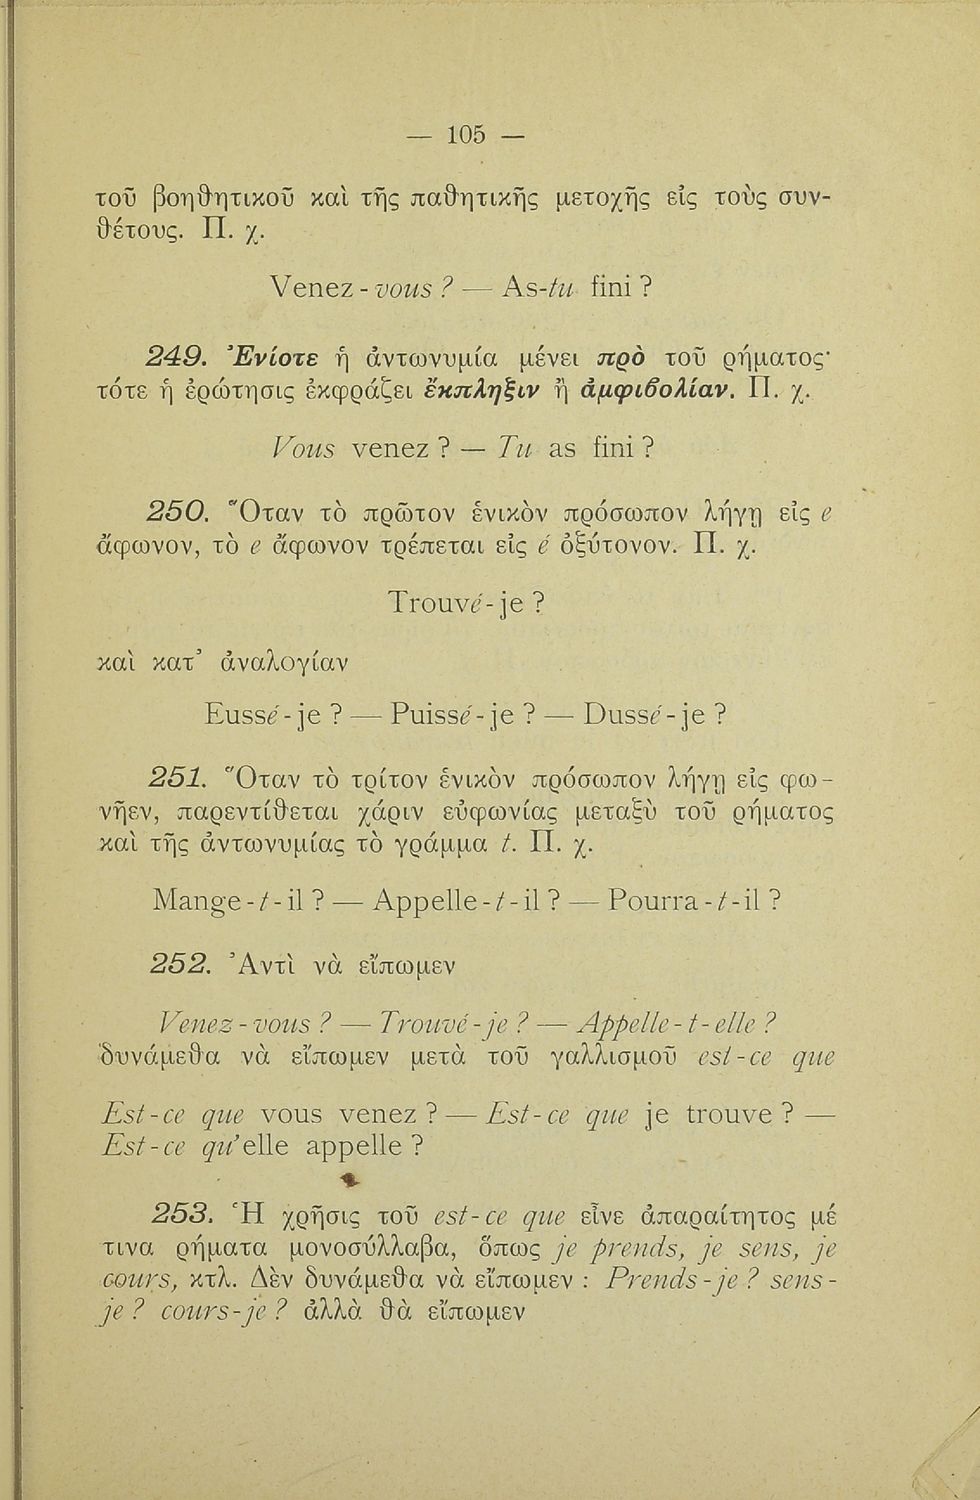 — 105 —
τοῦ βοηθητικοῦ καὶ τῆς παθητικῆς μετοχῆς εἰς τοὺς συν-
θέτους. Π. χ.
Venez - vous ? — As-tu fini ?
249. Ἐνίοτε ἡ ἀντωνυμία μένει πρὸ τοῦ ρήματος·
τότε ἡ ἐρώτησις ἐκφράζει ἔκπληξιν ἢ ἀμφιβολίαν. Π. χ.
Vous venez ? — Tu as fini ?
250. Ὅταν τὸ πρῶτον ἑνικὸν πρόσωπον λήγῃ εἰς e
ἄφωνον, τὸ e ἄφωνον τρέπεται εἰς é ὀξύτονον. Π. χ.
Trouvé-je ?
καὶ κατ’ ἀναλογίαν
Eussé-je ? — Puissé-je ? — Dussé-je ?
251. Ὅταν τὸ τρίτον ἑνικὸν πρόσωπον λήγῃ εἰς φω-
νῆεν, παρεντίθεται χάριν εὐφωνίας μεταξὺ τοῦ ρήματος
καὶ τῆς ἀντωνυμίας τὸ γράμμα t. Π. χ.
Mange-t-il ? — Appelle-t-il ? — Pourra-t-il ?
252. Ἀντὶ νὰ εἴπωμεν
Venez-vous ? — Trouvé-je ? — Appelle-t-elle ?
δυνάμεθα νὰ εἴπωμεν μετὰ τοῦ γαλλισμοῦ est-ce que
Est-ce que vous venez ? — Est-ce que je trouve ? —
Est-ce qu’elle appelle ?
253. Ἡ χρῆσις τοῦ est-ce que εἶνε ἀπαραίτητος μέ
τινα ρήματα μονοσύλλαβα, ὅπως je prends, je sens, je
cours, κτλ. Δὲν δυνάμεθα νὰ εἴπωμεν : Prends-je ? sens-
je ? cours-je ? ἀλλὰ θὰ εἴπωμεν